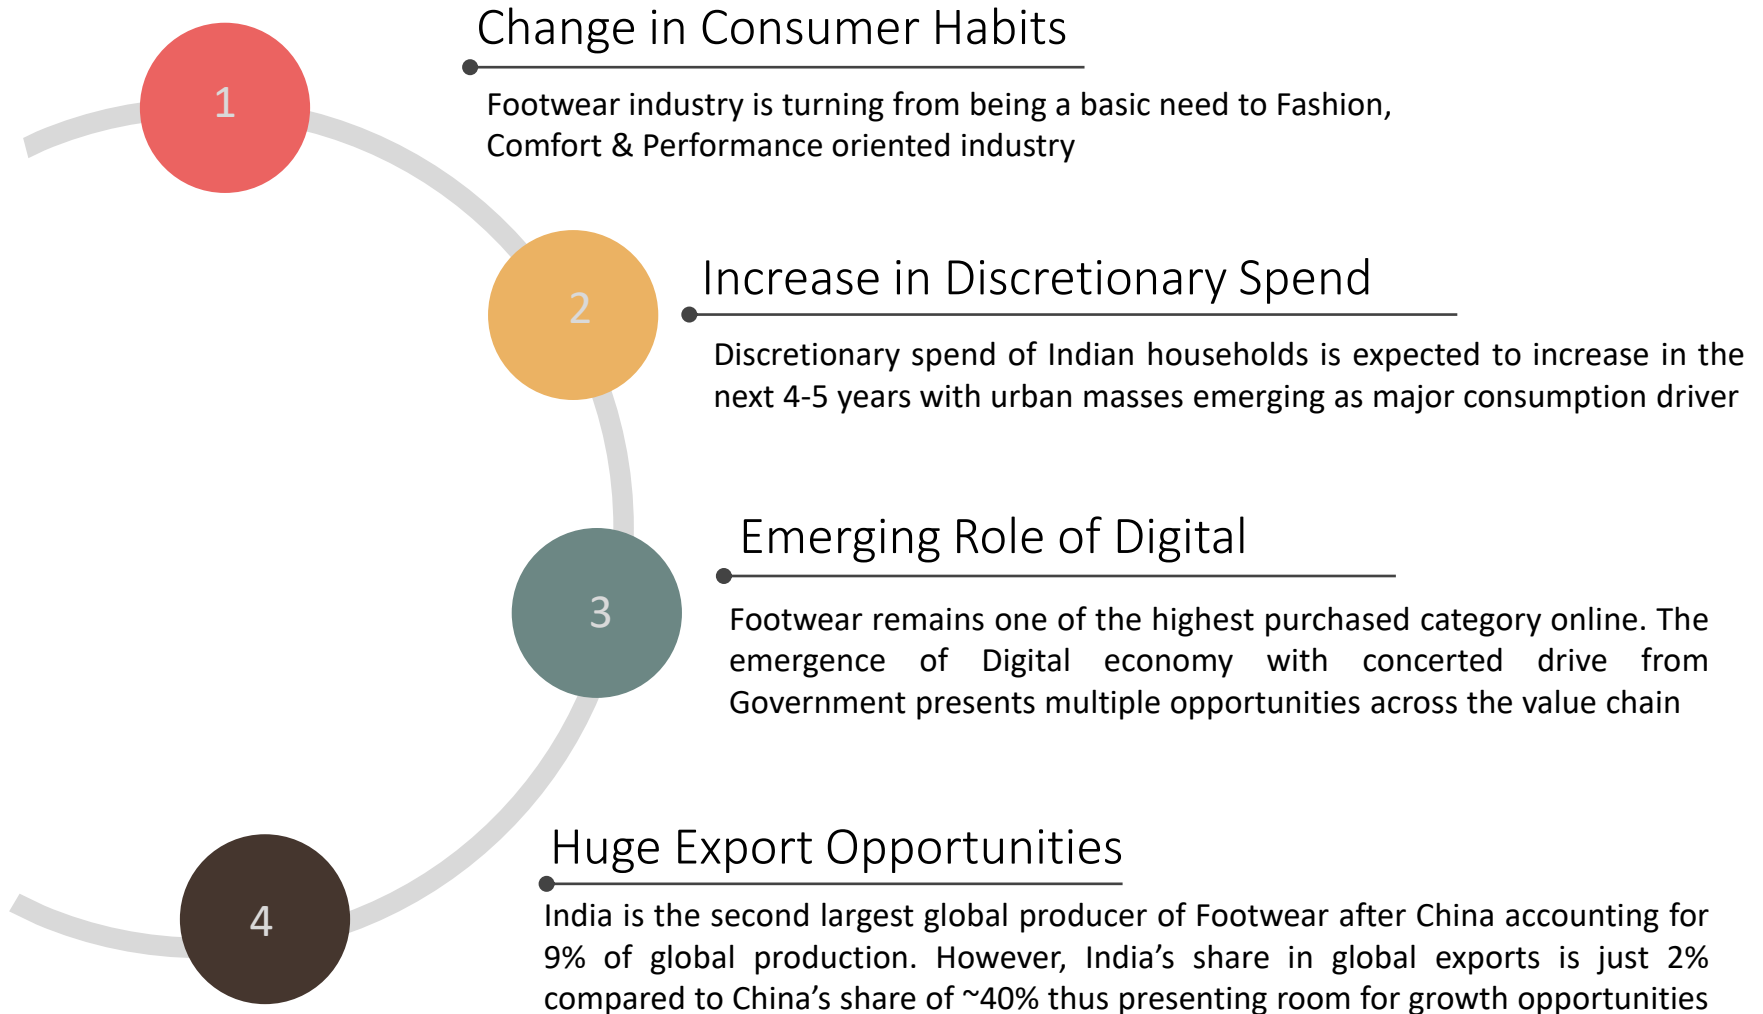 1
Change in Consumer Habits
Footwear industry is turning from being a basic need to Fashion,
Comfort & Performance oriented industry
2
Increase in Discretionary Spend
Discretionary spend of Indian households is expected to increase in the
next 4-5 years with urban masses emerging as major consumption driver
3
Emerging Role of Digital
Footwear remains one of the highest purchased category online. The
emergence of Digital economy with concerted drive from
Government presents multiple opportunities across the value chain
4
Huge Export Opportunities
India is the second largest global producer of Footwear after China accounting for
9% of global production. However, India’s share in global exports is just 2%
compared to China’s share of ~40% thus presenting room for growth opportunities